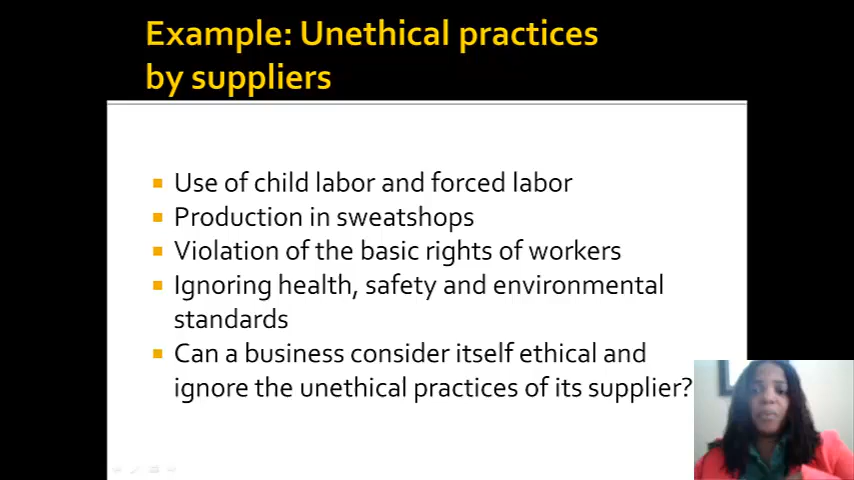 Example: Unethical practices
by suppliers
Use of child labor and forced labor
Production in sweatshops
Violation of the basic rights of workers
Ignoring health, safety and environmental
standards
Can a business consider itself ethical and
ignore the unethical practices of its supplier?